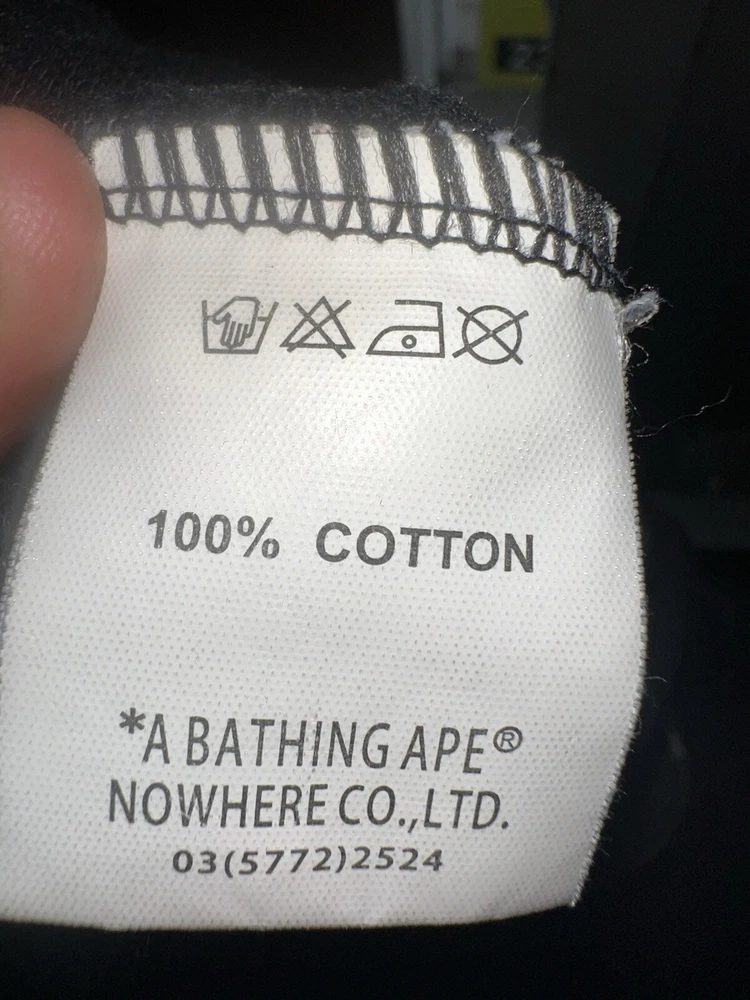 100% COTTON
*A BATHING APE®
NOWHERE CO.,LTD.
03(5772)2524